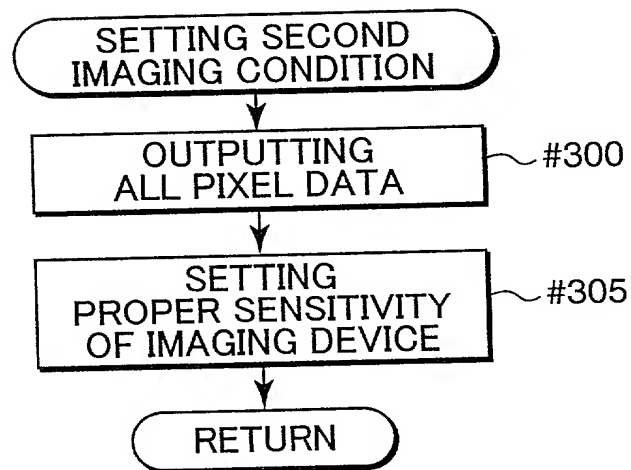 SETTING SECOND
IMAGING CONDITION
OUTPUTTING
ALL PIXEL DATA
#300
SETTING
PROPER SENSITIVITY
OF IMAGING DEVICE
#305
RETURN